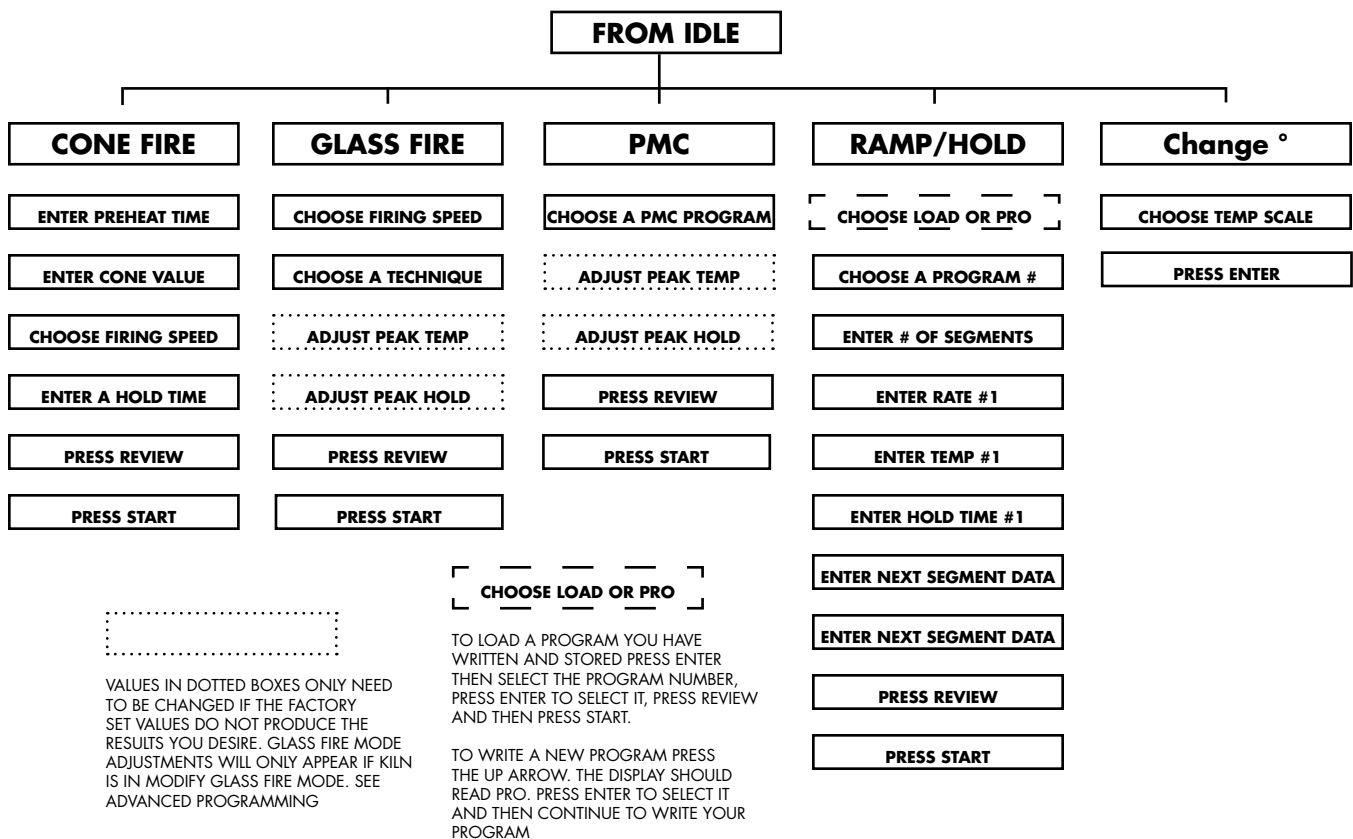 FROM IDLE
CONE FIRE
ENTER PREHEAT TIME
ENTER CONE VALUE
CHOOSE FIRING SPEED
ENTER A HOLD TIME
PRESS REVIEW
PRESS START
GLASS FIRE
CHOOSE FIRING SPEED
CHOOSE A TECHNIQUE
ADJUST PEAK TEMP
ADJUST PEAK HOLD
PRESS REVIEW
PRESS START
PMC
CHOOSE A PMC PROGRAM
ADJUST PEAK TEMP
ADJUST PEAK HOLD
PRESS REVIEW
PRESS START
RAMP/HOLD
CHOOSE LOAD OR PRO
CHOOSE A PROGRAM #
ENTER # OF SEGMENTS
ENTER RATE #1
ENTER TEMP #1
ENTER HOLD TIME #1
ENTER NEXT SEGMENT DATA
ENTER NEXT SEGMENT DATA
PRESS REVIEW
PRESS START
Change °
CHOOSE TEMP SCALE
PRESS ENTER
VALUES IN DOTTED BOXES ONLY NEED
TO BE CHANGED IF THE FACTORY
SET VALUES DO NOT PRODUCE THE
RESULTS YOU DESIRE. GLASS FIRE MODE
ADJUSTMENTS WILL ONLY APPEAR IF KILN
IS IN MODIFY GLASS FIRE MODE. SEE
ADVANCED PROGRAMMING
CHOOSE LOAD OR PRO
TO LOAD A PROGRAM YOU HAVE
WRITTEN AND STORED PRESS ENTER
THEN SELECT THE PROGRAM NUMBER,
PRESS ENTER TO SELECT IT, PRESS REVIEW
AND THEN PRESS START.
TO WRITE A NEW PROGRAM PRESS
THE UP ARROW. THE DISPLAY SHOULD
READ PRO. PRESS ENTER TO SELECT IT
AND THEN CONTINUE TO WRITE YOUR
PROGRAM